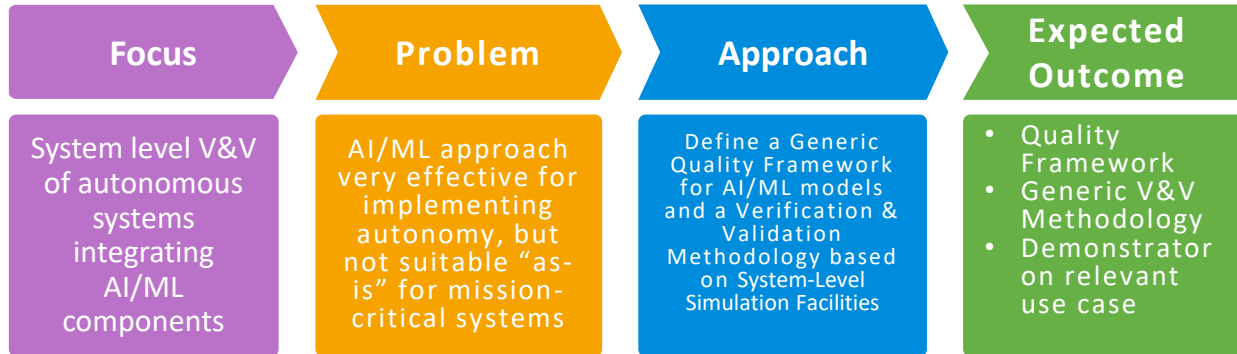 Focus
System level V&V
of autonomous
systems
integrating
AI/ML
components
Problem
AI/ML approach
very effective for
implementing
autonomy, but
not suitable “as-
is” for mission-
critical systems
Approach
Define a Generic
Quality Framework
for AI/ML models
and a Verification &
Validation
Methodology based
on System-Level
Simulation Facilities
Expected
Outcome
• Quality
Framework
• Generic V&V
Methodology
• Demonstrator
on relevant
use case